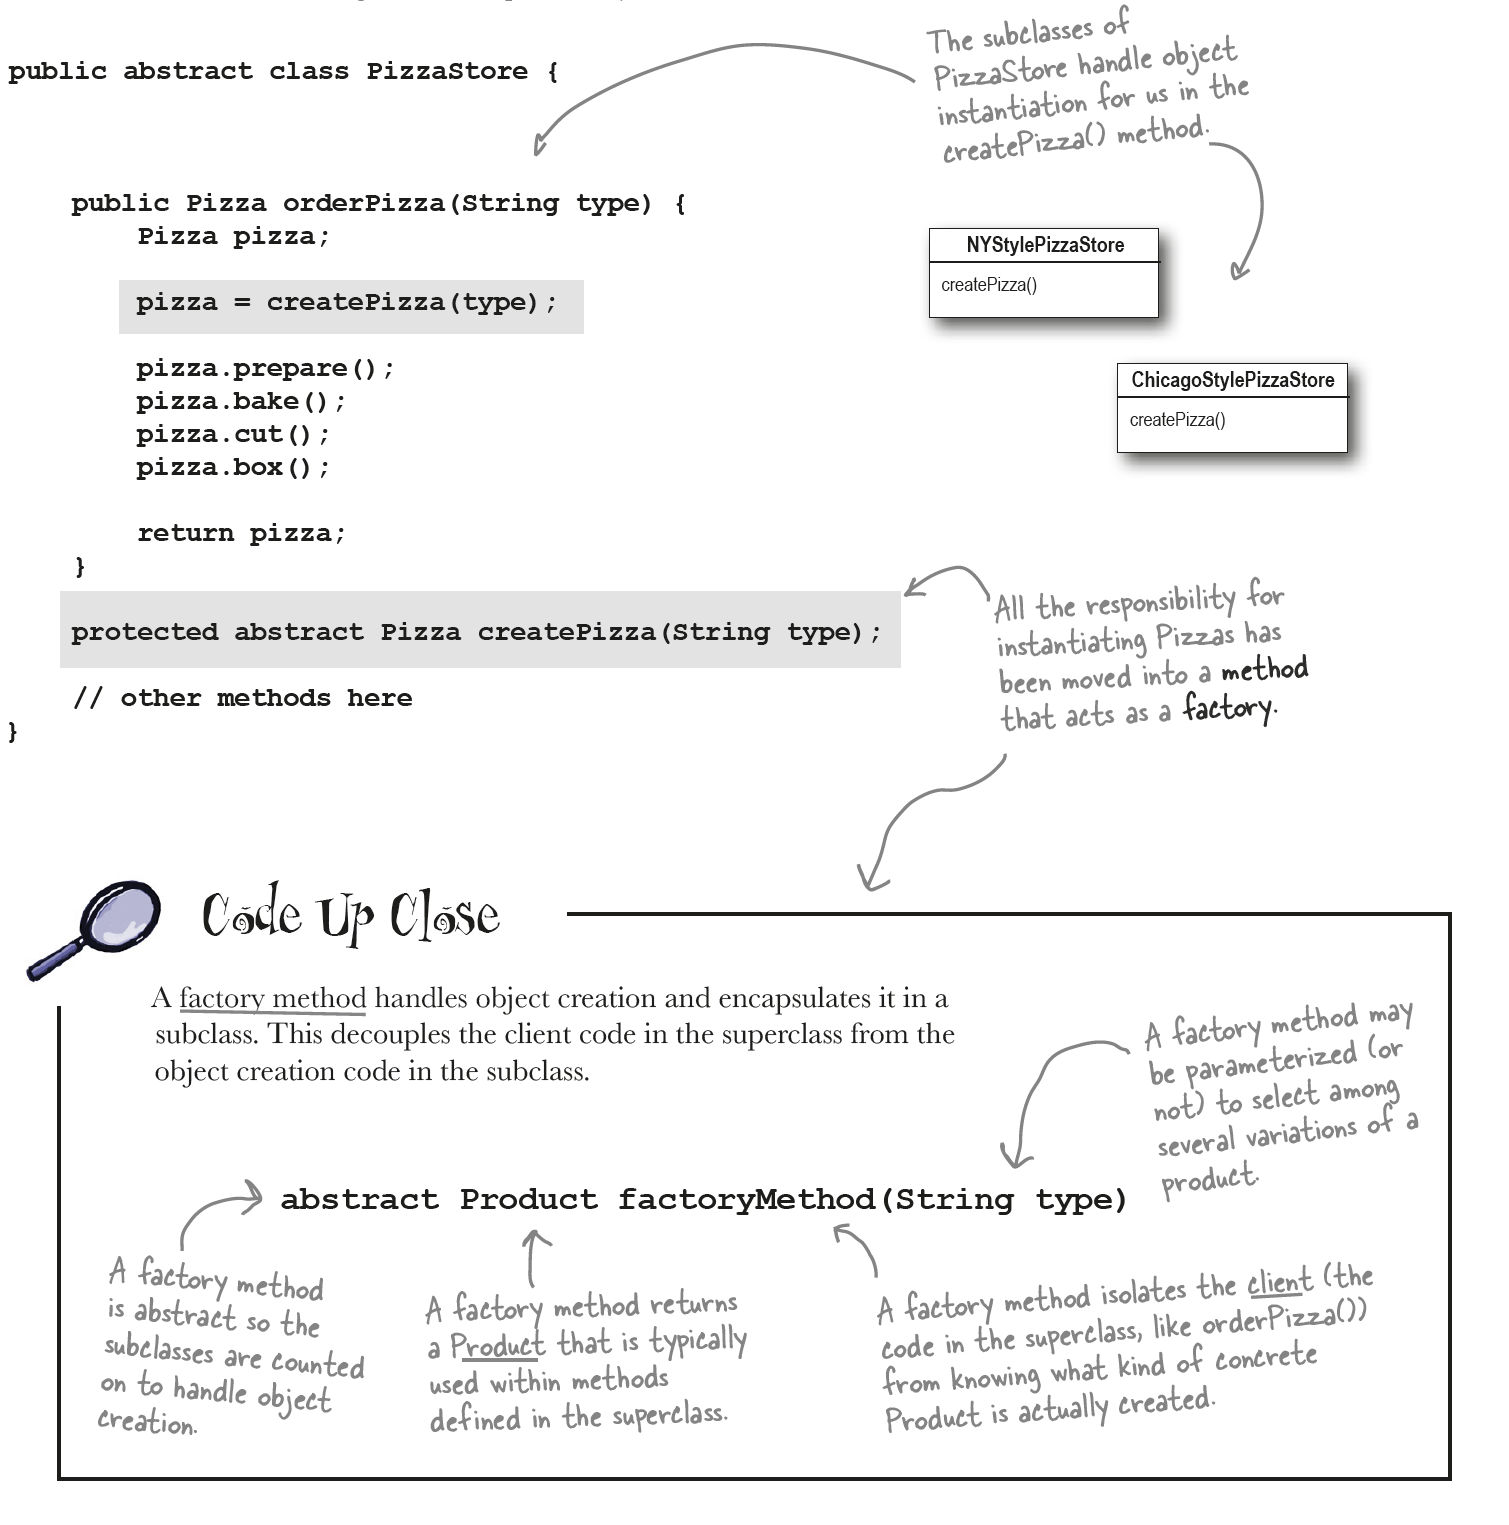 public abstract class PizzaStore {
The subclasses of
PizzaStore handle object
instantiation for us in the
createPizza() method.
public Pizza orderPizza(String type) {
Pizza pizza;
pizza = createPizza(type);
pizza.prepare();
pizza.bake();
pizza.cut();
pizza.box();
return pizza;
}
NYStylePizzaStore
createPizza()
ChicagoStylePizzaStore
createPizza()
protected abstract Pizza createPizza(String type);
// other methods here
}
All the responsibility for
instantiating Pizzas has
been moved into a method
that acts as a factory.
Code Up Close
A factory method handles object creation and encapsulates it in a
subclass. This decouples the client code in the superclass from the
object creation code in the subclass.
A factory method may
be parameterized (or
not) to select among
several variations of a
product.
abstract Product factoryMethod(String type)
A factory method
is abstract so the
subclasses are counted
on to handle object
creation.
A factory method returns
a Product that is typically
used within methods
defined in the superclass.
A factory method isolates the client (the
code in the superclass, like orderPizza())
from knowing what kind of concrete
Product is actually created.